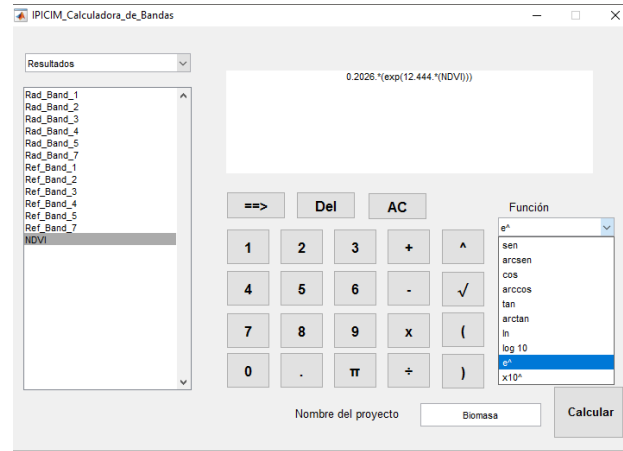 IPICIM_Calculadora_de_Bandas
Resultados
0.2026.*(exp(12.444.*(NDVI)))
Rad_Band_1
Rad_Band_2
Rad_Band_3
Rad_Band_4
Rad_Band_5
Rad_Band_7
Ref_Band_1
Ref_Band_2
Ref_Band_3
Ref_Band_4
Ref_Band_5
Ref_Band_7
NDVI
==> Del AC
Función
e^
1 2 3 + ^
4 5 6 - √
7 8 9 x (
0 . π ÷ )
sen
arcsen
cos
arccos
tan
arctan
ln
log 10
e^
x10^
Nombre del proyecto Biomasa Calcular